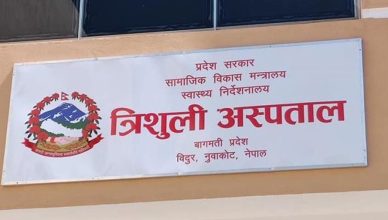 प्रदेश सरकार
सामाजिक विकास मन्त्रालय
स्वास्थ्य निर्देशनालय
त्रिशुली अस्पताल
बागमती प्रदेश
विदुर, नुवाकोट, नेपाल